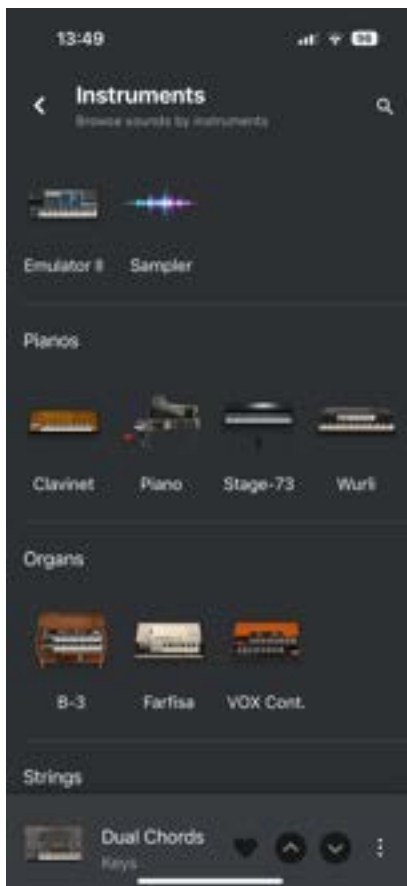 13:49
Instruments
Browse sounds by instruments
Emulator II Sampler
Pianos
Clavinet Piano Stage-73 Wurli
Organs
B-3 Farfisa VOX Cont.
Strings
Dual Chords
Keys